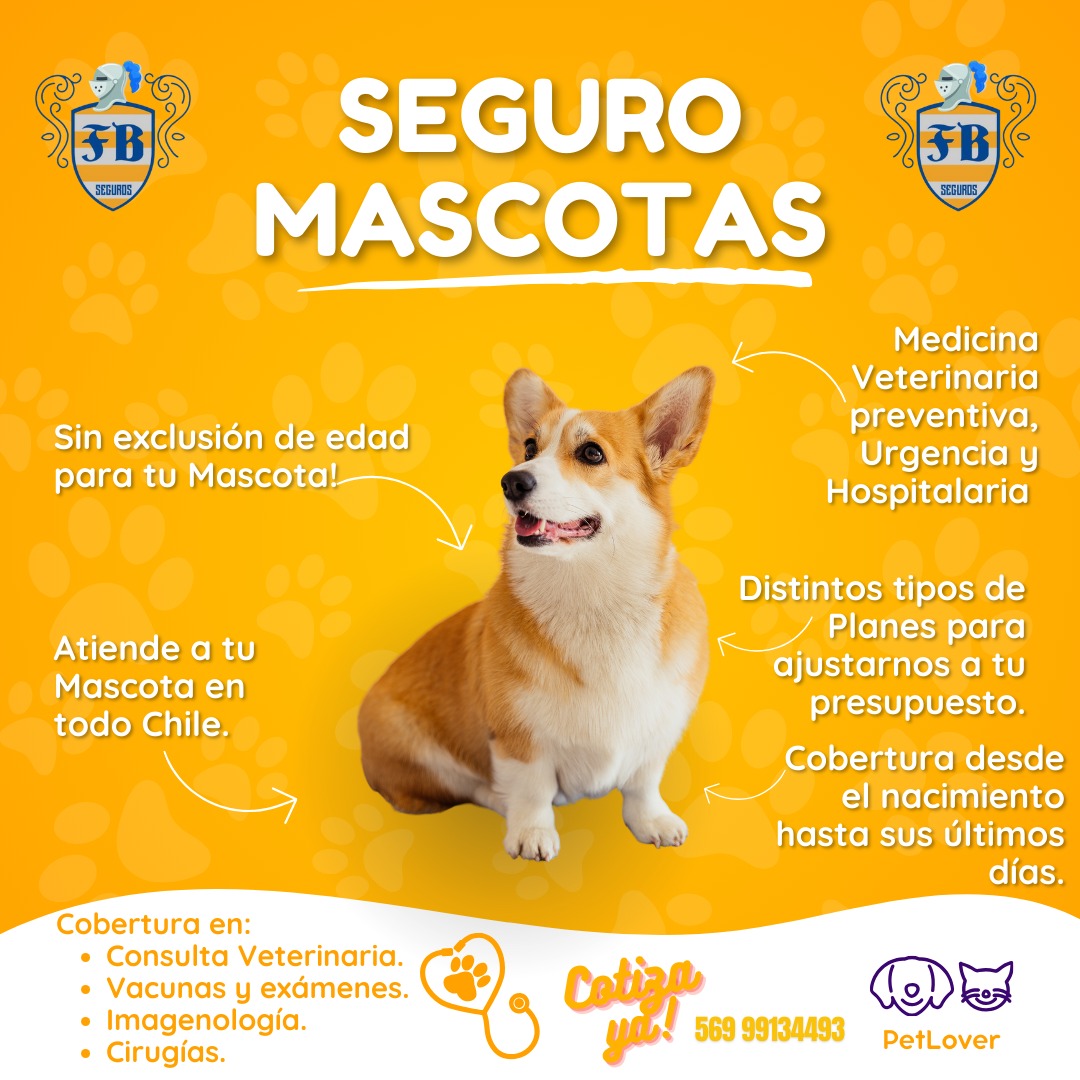 FB
SEGUROS
SEGURO
MASCOTAS
FB
SEGUROS
Sin exclusión de edad
para tu Mascota!
Medicina
Veterinaria
preventiva,
Urgencia y
Hospitalaria
Distintos tipos de
Planes para
ajustarnos a tu
presupuesto.
Atiende a tu
Mascota en
todo Chile.
Cobertura desde
el nacimiento
hasta sus últimos
días.
Cobertura en:
• Consulta Veterinaria.
• Vacunas y exámenes.
• Imagenología.
• Cirugías.
Cotiza
ya!
569 99134493
PetLover